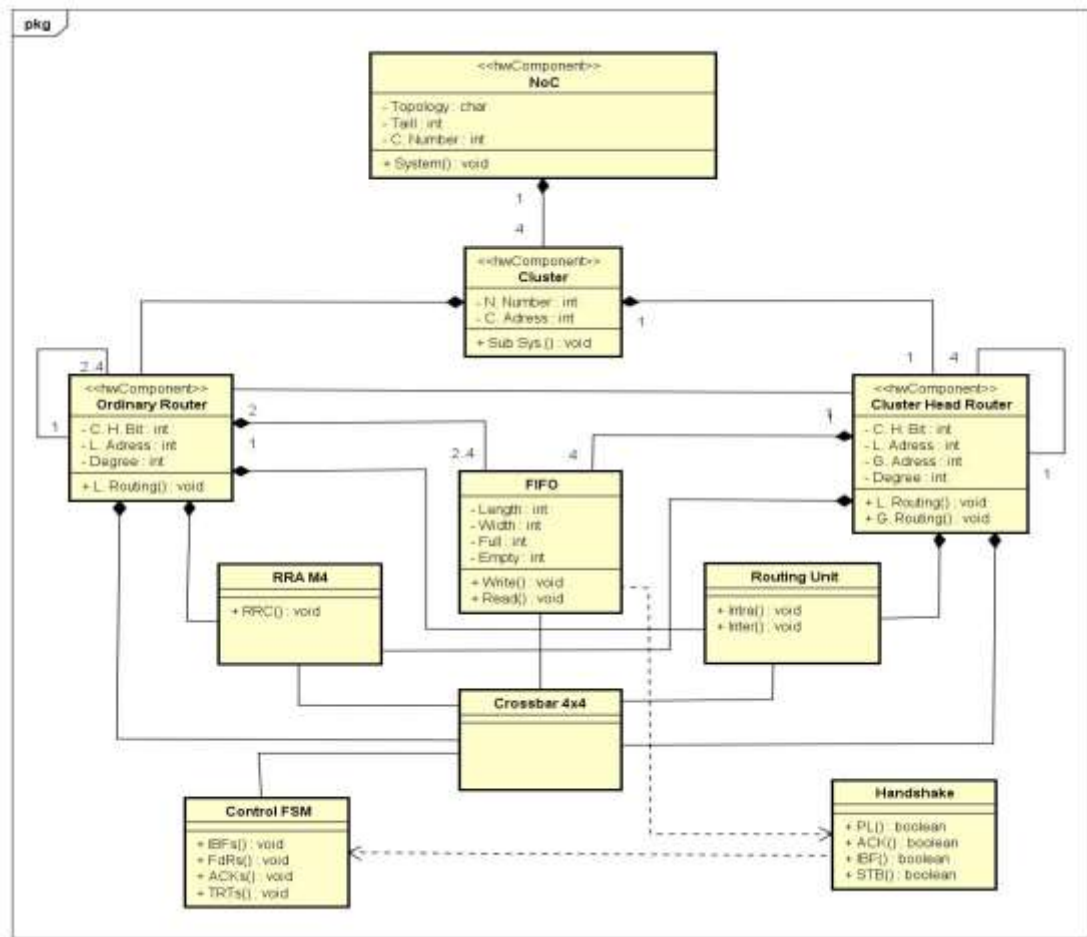 pkg
<<hwComponent>>
NoC
- Topology : char
- Taill : int
- C. Number : int
+ System() : void
1
4
<<hwComponent>>
Cluster
- N. Number : int
- C. Adress : int
+ Sub Sys.() : void
1
2..4
1
4
<<hwComponent>>
Ordinary Router
- C. H. Bit : int
- L. Adress : int
- Degree : int
+ L. Routing() : void
1
2
1
<<hwComponent>>
Cluster Head Router
- C. H. Bit : int
- L. Adress : int
- G. Adress : int
- Degree : int
+ L. Routing() : void
+ G. Routing() : void
1
1
2..4
4
FIFO
- Length : int
- Width : int
- Full : int
- Empty : int
+ Write() : void
+ Read() : void
RRA M4
+ RRC() : void
Routing Unit
+ Intra() : void
+ Inter() : void
Crossbar 4x4
Control FSM
+ IBFs() : void
+ FdRs() : void
+ ACKs() : void
+ TRTs() : void
Handshake
+ PL() : boolean
+ ACK() : boolean
+ IBF() : boolean
+ STB() : boolean